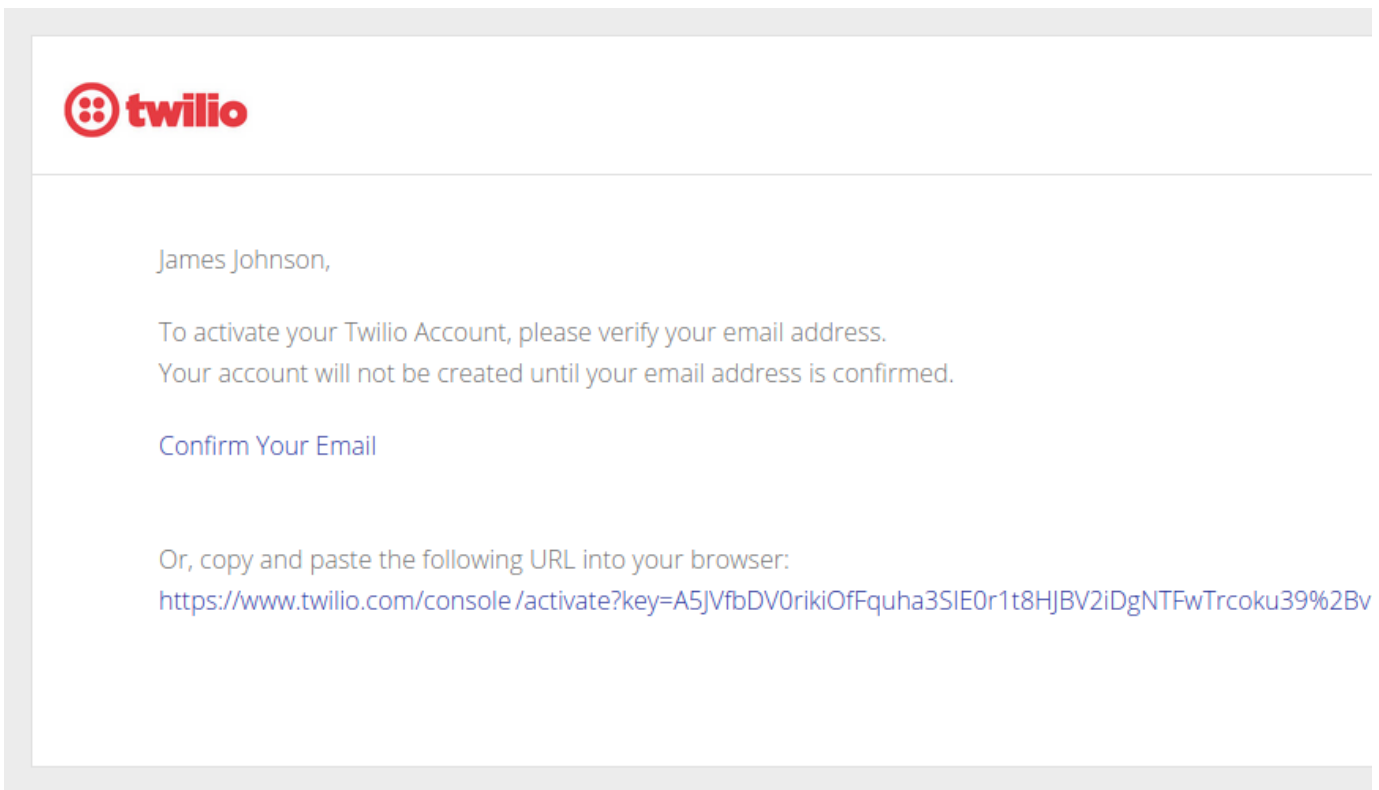 twilio
James Johnson,
To activate your Twilio Account, please verify your email address.
Your account will not be created until your email address is confirmed.
Confirm Your Email
Or, copy and paste the following URL into your browser:
https://www.twilio.com/console/activate?key=A5JVfbDV0rikiOfFquha3SlE0r1t8HJBV2iDgNTFwTrcoku39%2Bv